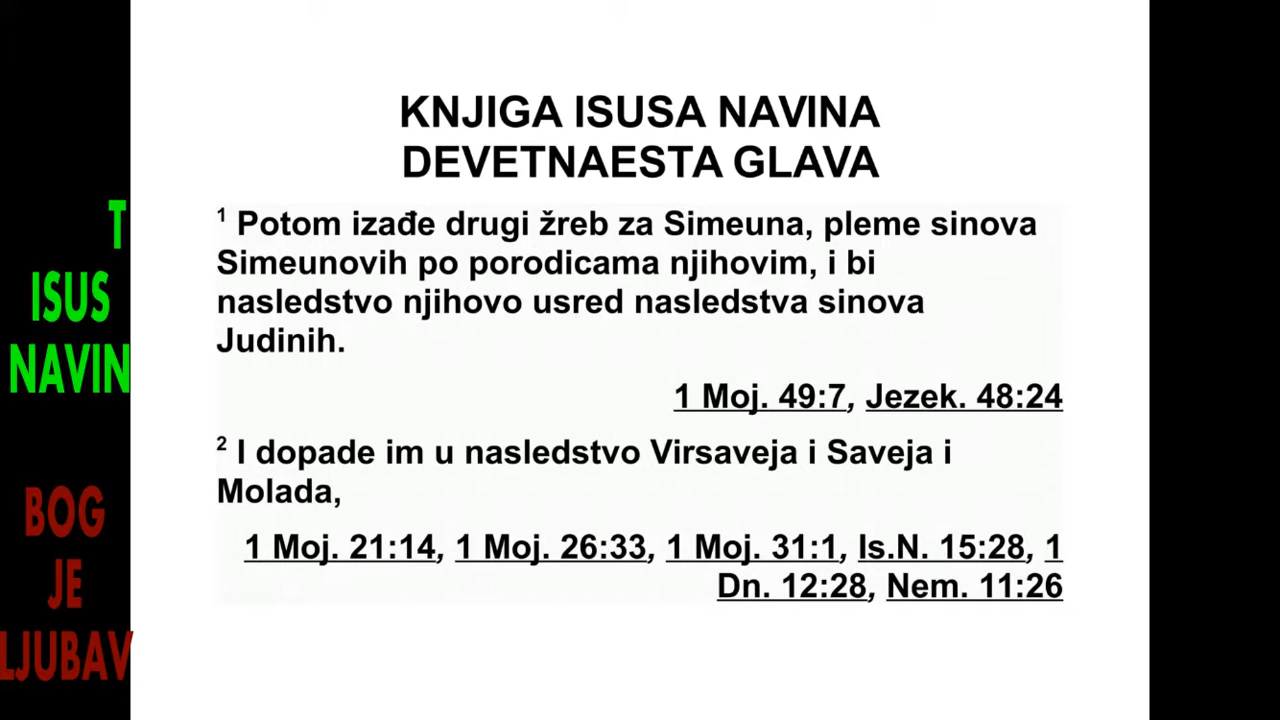 KNJIGA ISUSA NAVINA
DEVETNAESTA GLAVA
1 Potom izađe drugi žreb za Simeuna, pleme sinova
Simeunovih po porodicama njihovim, i bi
nasledstvo njihovo usred nasledstva sinova
Judinih.
1 Moj. 49:7, Jezek. 48:24
2 I dopade im u nasledstvo Virsaveja i Saveja i
Molada,
1 Moj. 21:14, 1 Moj. 26:33, 1 Moj. 31:1, Is.N. 15:28, 1
Dn. 12:28, Nem. 11:26
T
ISUS
NAVIN
BOG
JE
LJUBAV